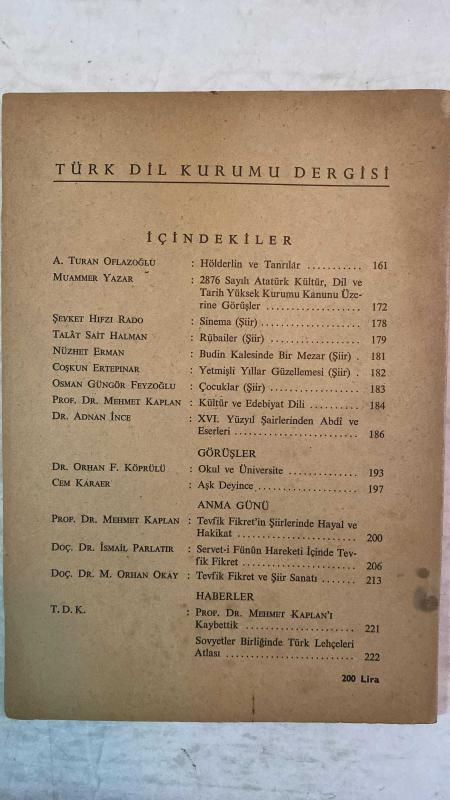 TÜRK DİL KURUMU DERGİSİ
İÇİNDEKİLER
A. TURAN OFLAZOĞLU : Hölderlin ve Tanrılar ........... 161
MUAMMER YAZAR : 2876 Sayılı Atatürk Kültür, Dil ve
Tarih Yüksek Kurumu Kanunu Üze-
rine Görüşler .................. 172
ŞEVKET HIFZI RADO : Sinema (Şiir) ................... 178
TALÂT SAİT HALMAN : Rübailer (Şiir) ................. 179
NÜZHET ERMAN : Budin Kalesinde Bir Mezar (Şiir) . 181
COŞKUN ERTEPINAR : Yetmişli Yıllar Güzellemesi (Şiir) . 182
OSMAN GÜNGÖR FEYZOĞLU : Çocuklar (Şiir) ................. 183
PROF. DR. MEHMET KAPLAN : Kültür ve Edebiyat Dili .......... 184
DR. ADNAN İNCE : XVI. Yüzyıl Şairlerinden Abdî ve
Eserleri ........................ 186
GÖRÜŞLER
DR. ORHAN F. KÖPRÜLÜ : Okul ve Üniversite .............. 193
CEM KARAER : Aşk Deyince .................... 197
ANMA GÜNÜ
PROF. DR. MEHMET KAPLAN : Tevfik Fikret'in Şiirlerinde Hayal ve
Hakikat ........................ 200
DOÇ. DR. İSMAİL PARLATIR : Servet-i Fünûn Hareketi İçinde Tev-
fik Fikret ...................... 206
DOÇ. DR. M. ORHAN OKAY : Tevfik Fikret ve Şiir Sanatı ....... 213
HABERLER
T. D. K. : PROF. DR. MEHMET KAPLAN'I
Kaybettik ...................... 221
Sovyetler Birliğinde Türk Lehçeleri
Atlası .......................... 222
200 Lira